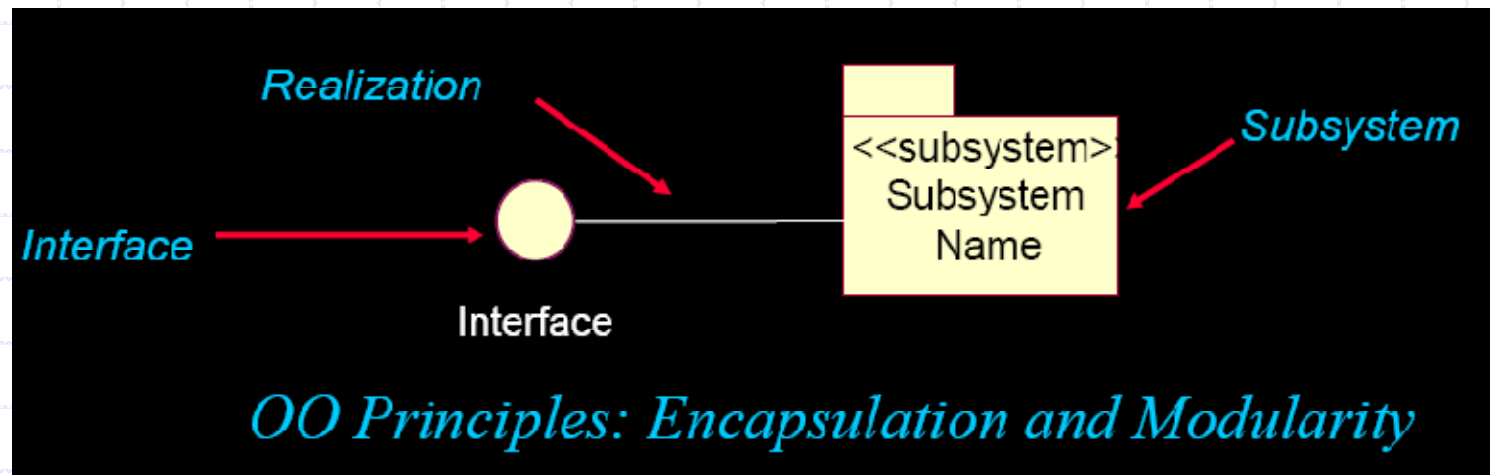 Realization
Subsystem
<<subsystem>>
Subsystem
Name
Interface
Interface
OO Principles: Encapsulation and Modularity